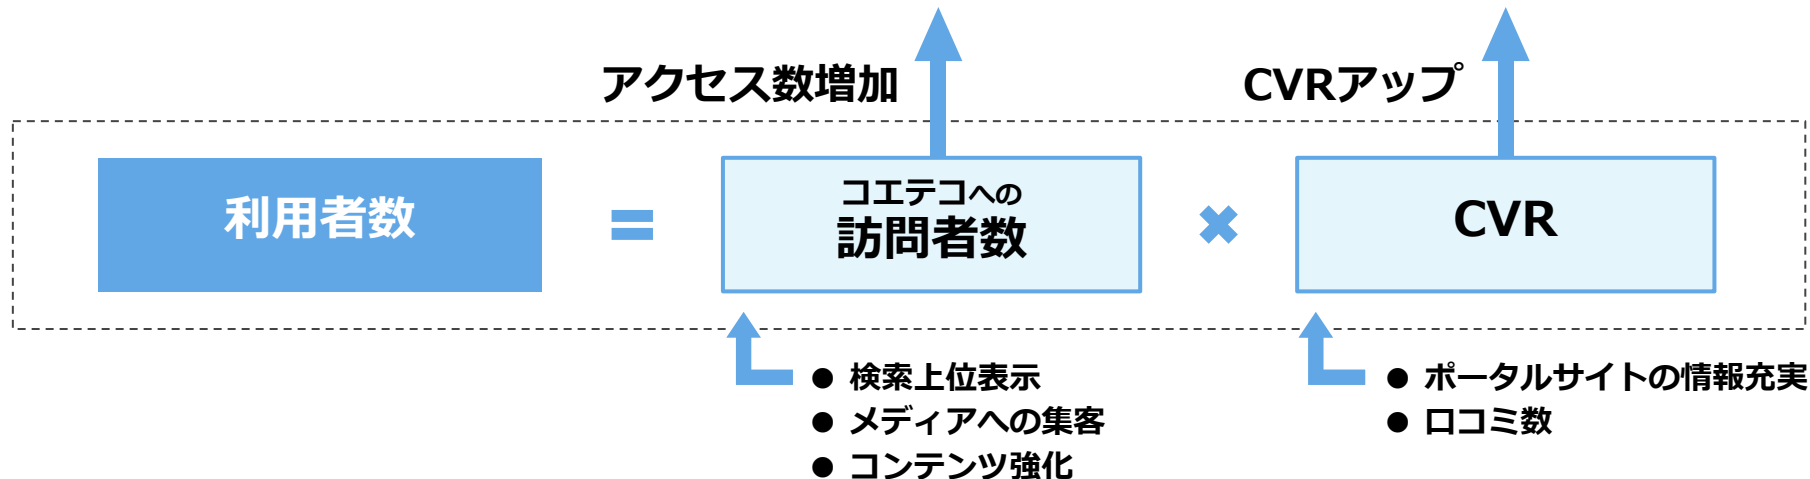 アクセス数増加
CVRアップ
利用者数
=
コエテコへの
訪問者数
×
CVR
● 検索上位表示
● メディアへの集客
● コンテンツ強化
● ポータルサイトの情報充実
● 口コミ数